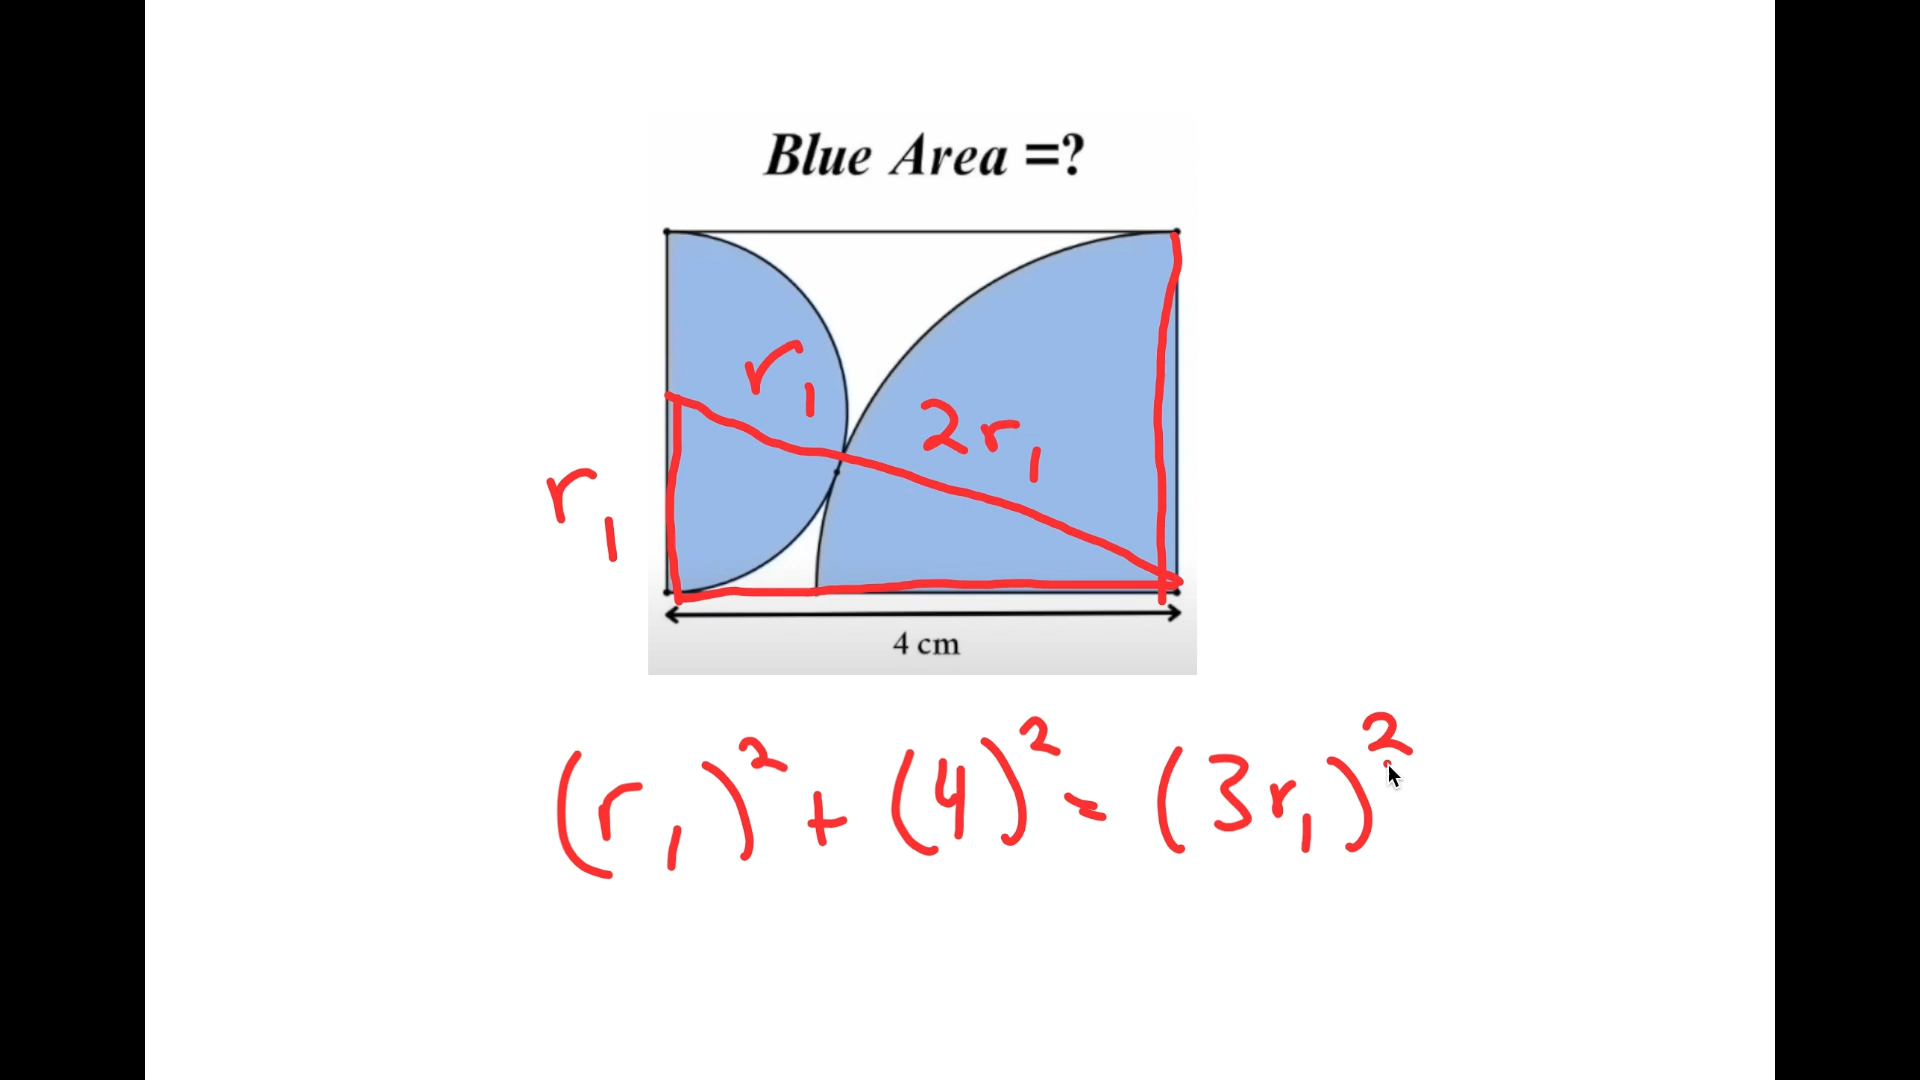 Blue Area =?
r₁
2r₁
r₁
4 cm
(r₁)² + (4)² = (3r₁)²